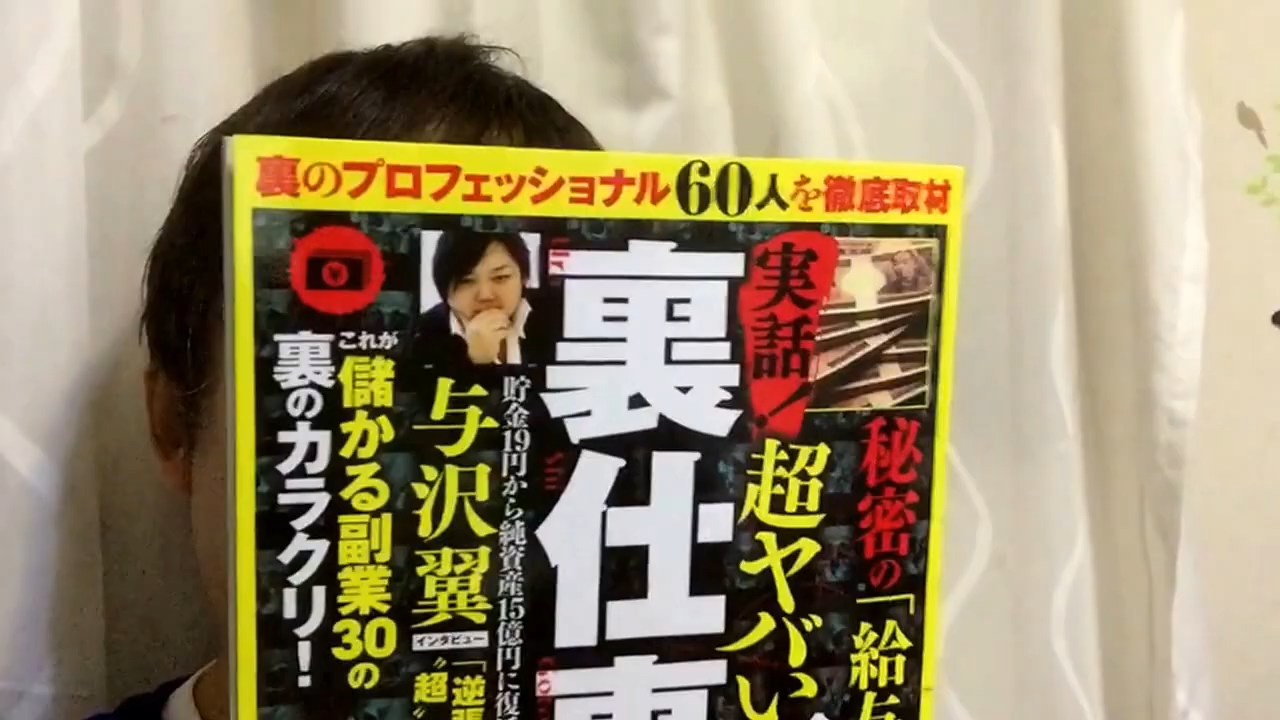 裏のプロフェッショナル60人を徹底取材
秘密の「給与
実話!
超ヤバい
裏仕事
貯金19円から純資産15億円に復
与沢翼
インタビュー
「逆張
“超”
これが
儲かる副業30の
裏のカラクリ!